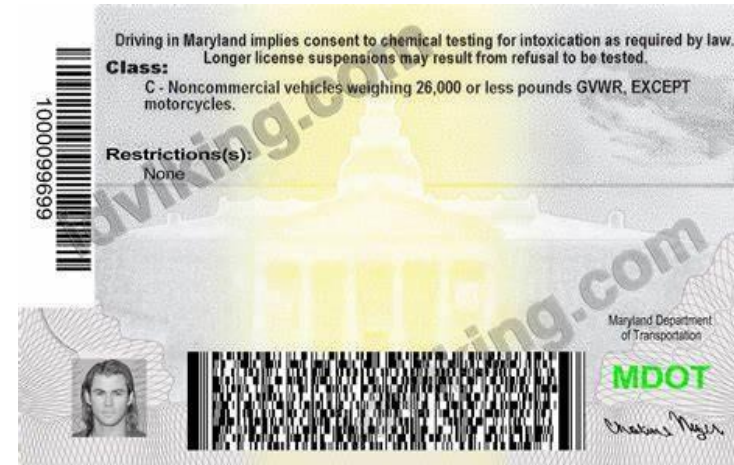 Driving in Maryland implies consent to chemical testing for intoxication as required by law.
Longer license suspensions may result from refusal to be tested.
Class:
C - Noncommercial vehicles weighing 26,000 or less pounds GVWR, EXCEPT
motorcycles.
Restrictions(s):
None
10000099699
idviking.com
idviking.com
Maryland Department
of Transportation
MDOT